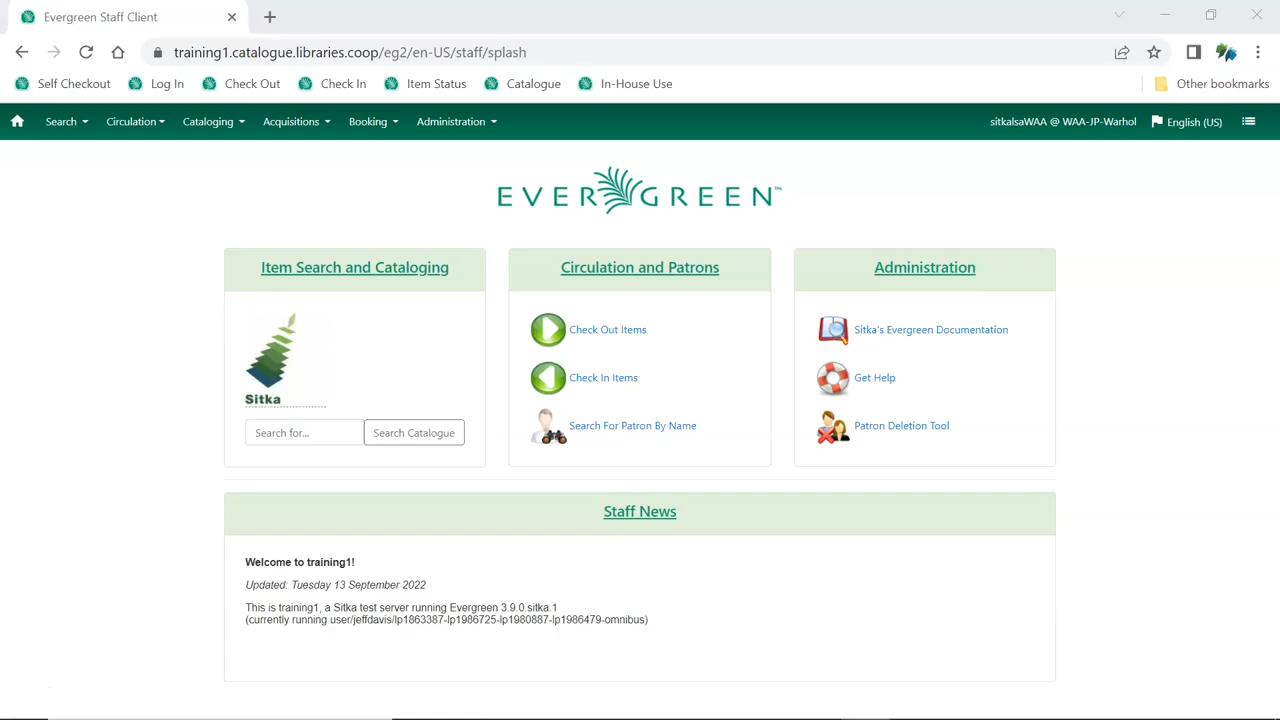 Evergreen Staff Client
training1.catalogue.libraries.coop/eg2/en-US/staff/splash
Self Checkout Log In Check Out Check In Item Status Catalogue In-House Use Other bookmarks
Search Circulation Cataloging Acquisitions Booking Administration sitkalsaWAA @ WAA-JP-Warhol English (US)
EVERGREEN™
Item Search and Cataloging
Sitka
Search for...
Search Catalogue
Circulation and Patrons
Check Out Items
Check In Items
Search For Patron By Name
Administration
Sitka's Evergreen Documentation
Get Help
Patron Deletion Tool
Staff News
Welcome to training1!
Updated: Tuesday 13 September 2022
This is training1, a Sitka test server running Evergreen 3.9.0.sitka.1
(currently running user/jeffdavis/lp1863387-lp1986725-lp1980887-lp1986479-omnibus)